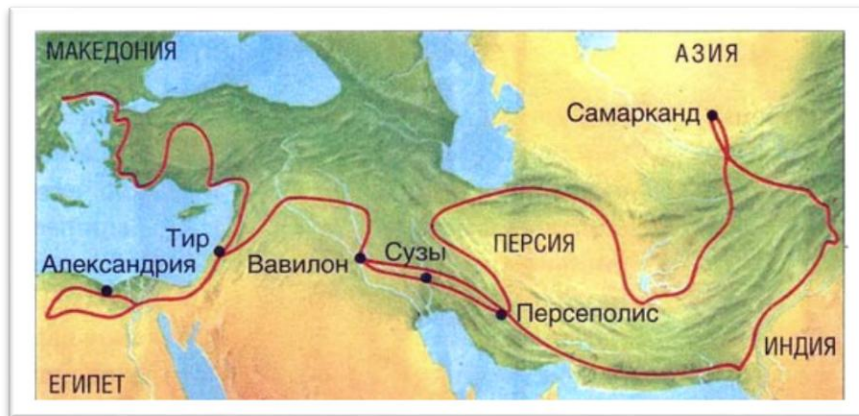 МАКЕДОНИЯ
АЗИЯ
Самарканд
Тир
Александрия
Вавилон
Сузы
ПЕРСИЯ
Персеполис
ЕГИПЕТ
ИНДИЯ